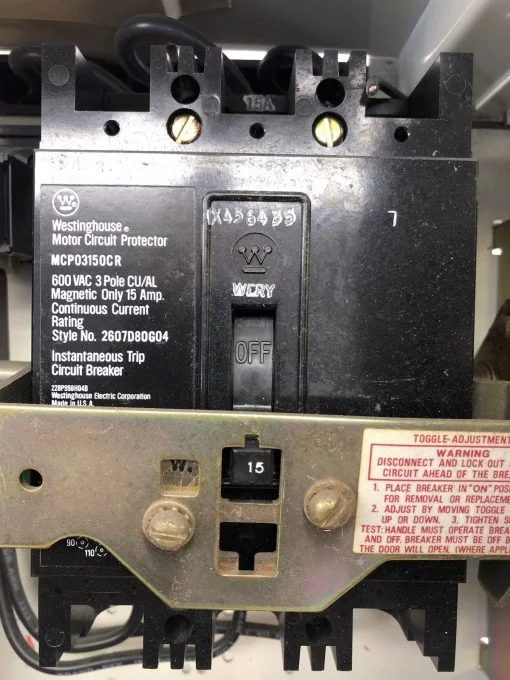 15A
1X456435
7
Westinghouse®
Motor Circuit Protector
MCP03150CR
600 VAC 3 Pole CU/AL
Magnetic Only 15 Amp.
Continuous Current
Rating
Style No. 2607D80G04
Instantaneous Trip
Circuit Breaker
Westinghouse Electric Corporation
Made in U.S.A.
W
WERY
OFF
15
W.
90
110
TOGGLE-ADJUSTMENT
WARNING
DISCONNECT AND LOCK OUT
CIRCUIT AHEAD OF THE
1. PLACE BREAKER IN "ON"
FOR REMOVAL OR
2. ADJUST BY MOVING TOGGLE
UP OR DOWN. 3. TIGHTEN
TEST: HANDLE MUST OPERATE
AND OFF. BREAKER MUST BE OFF
THE DOOR WILL OPEN. (WHERE